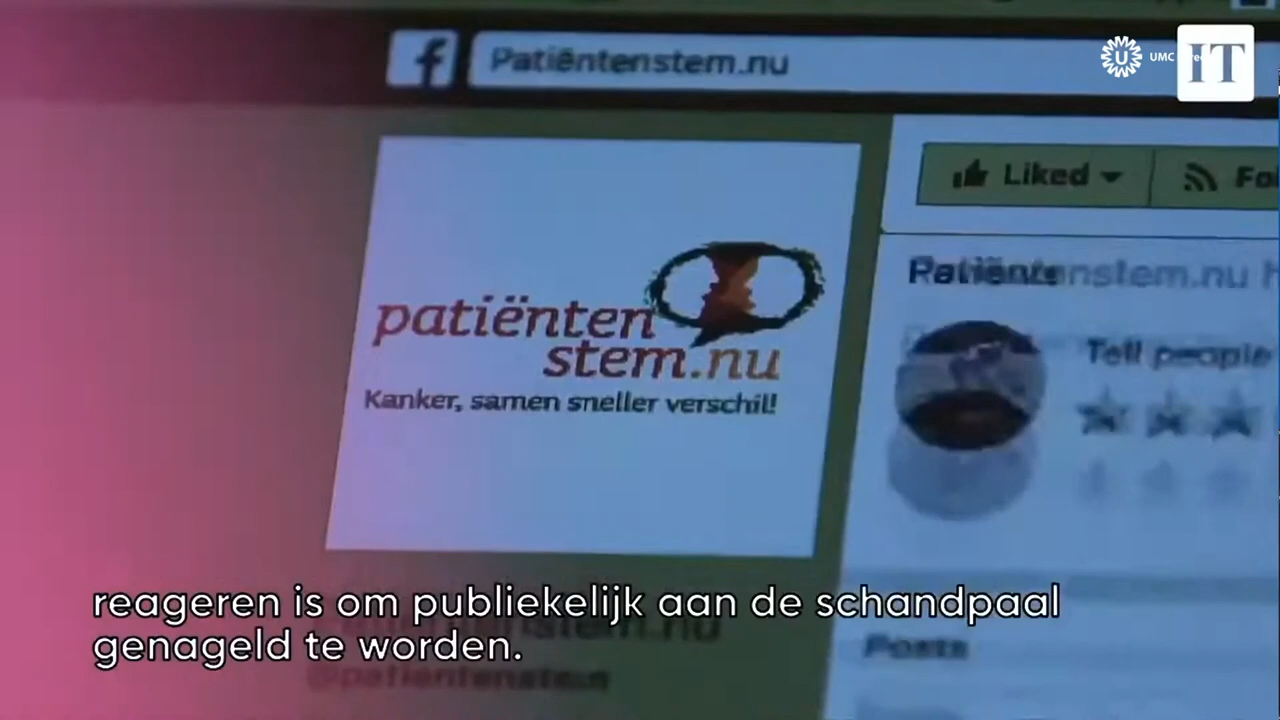 f Patiëntenstem.nu
UMC
IT
Liked
patiënten
stem.nu
Kanker, samen sneller verschil!
Tell people
reageren is om publiekelijk aan de schandpaal
genageld te worden.
@patientenstem
Posts